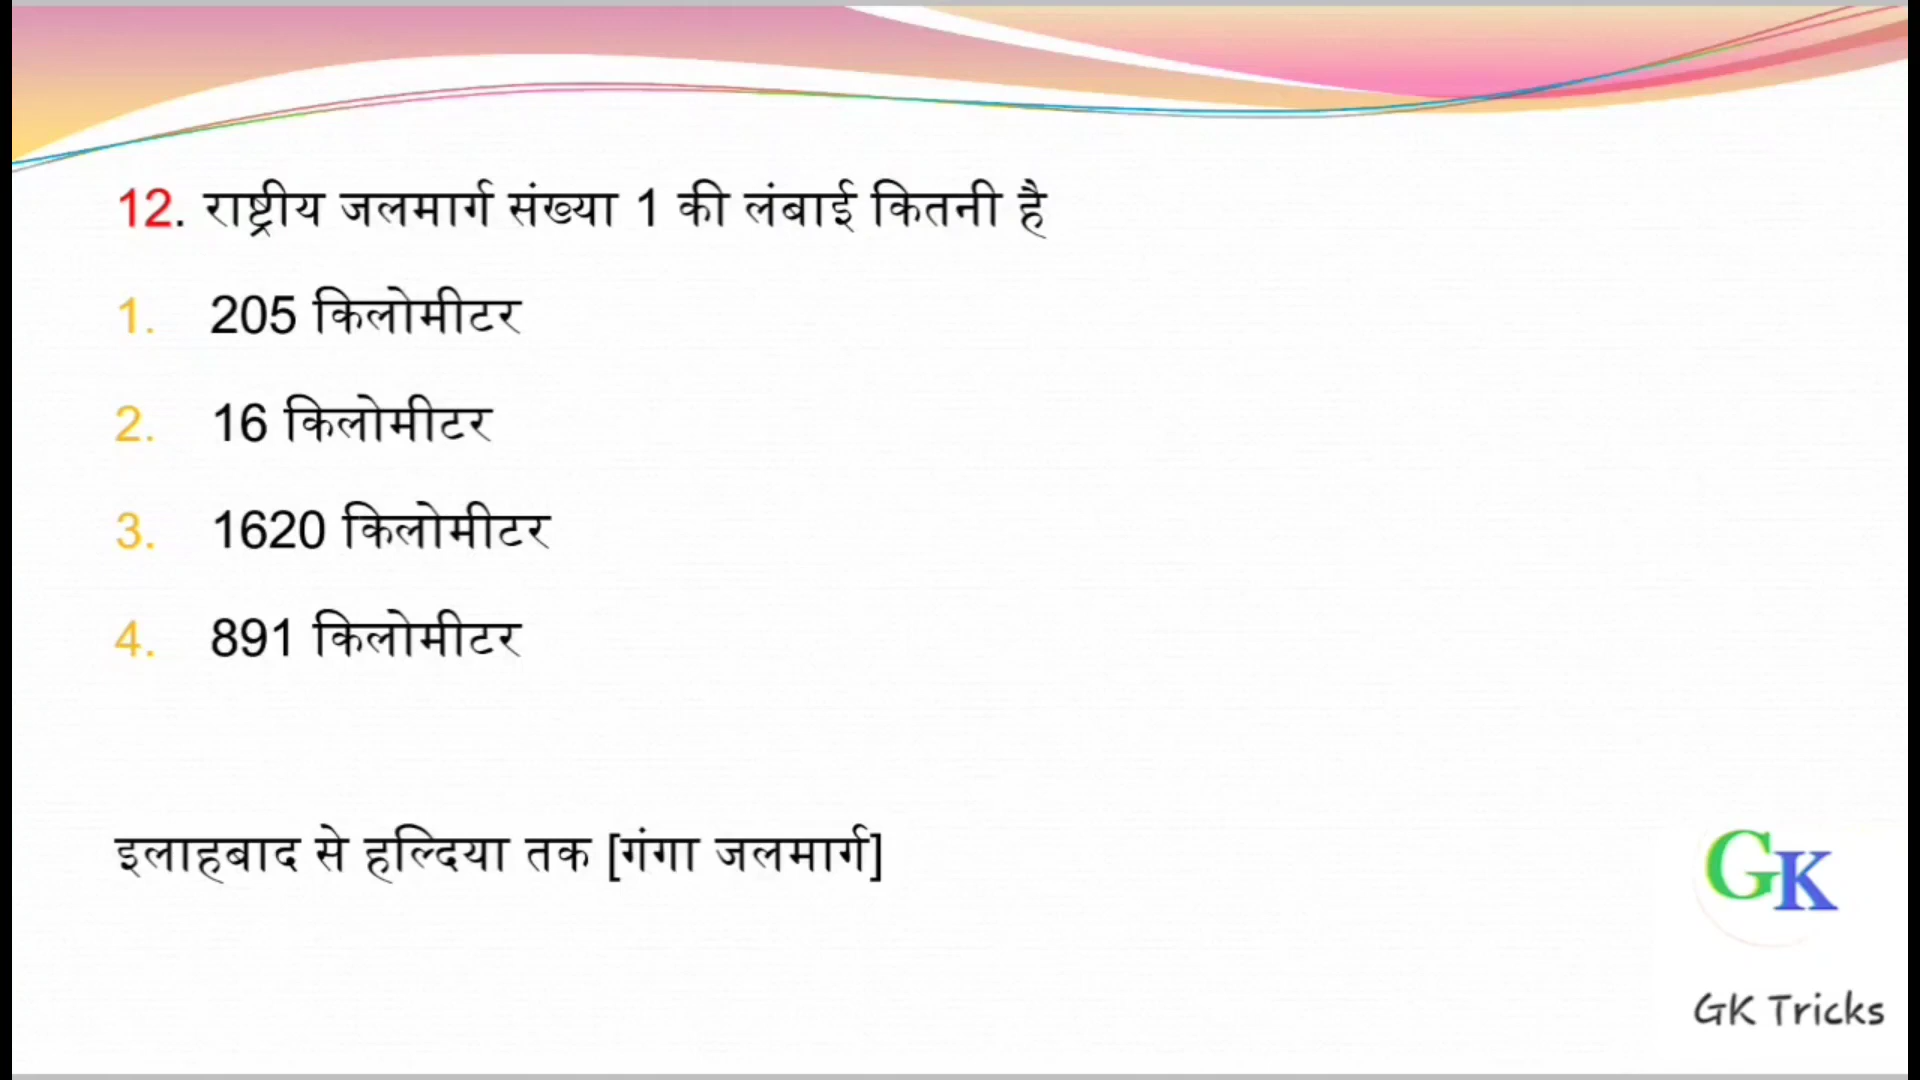 12. राष्ट्रीय जलमार्ग संख्या 1 की लंबाई कितनी है
1. 205 किलोमीटर
2. 16 किलोमीटर
3. 1620 किलोमीटर
4. 891 किलोमीटर
इलाहबाद से हल्दिया तक [गंगा जलमार्ग]
GK
GK Tricks